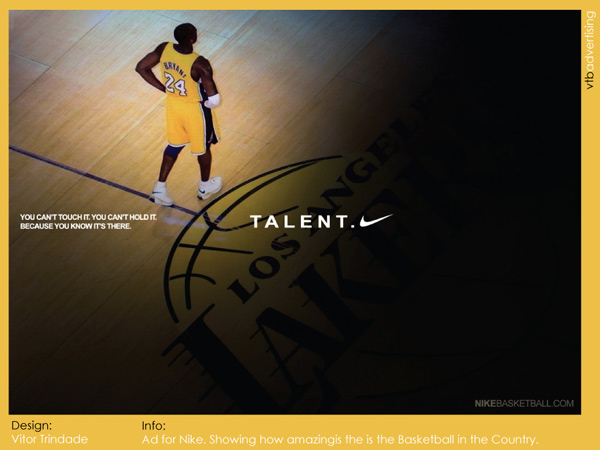 vtbadvertising
BRYANT
24
YOU CAN'T TOUCH IT. YOU CAN'T HOLD IT.
BECAUSE YOU KNOW IT'S THERE.
TALENT.
LOS ANGELES
LAKERS
NIKEBASKETBALL.COM
Design:
Vitor Trindade
Info:
Ad for Nike. Showing how amazingis the is the Basketball in the Country.